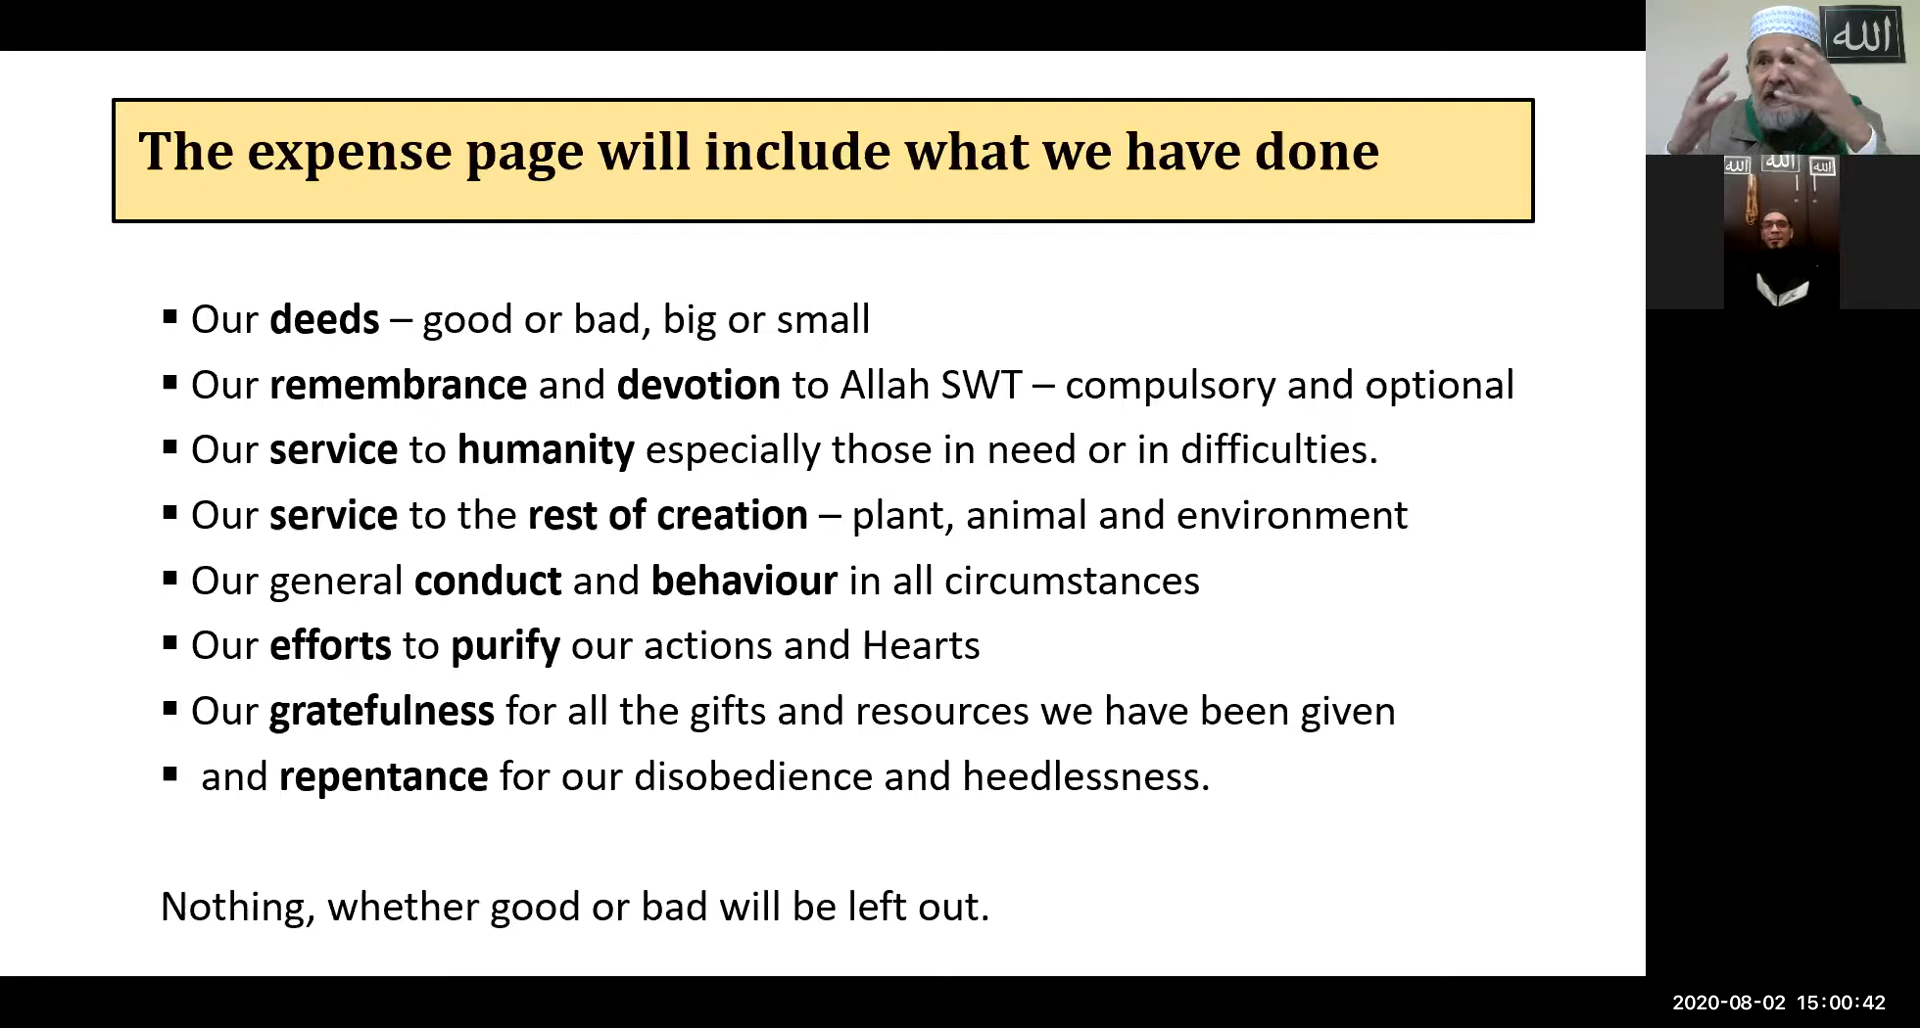 The expense page will include what we have done
▪ Our deeds – good or bad, big or small
▪ Our remembrance and devotion to Allah SWT – compulsory and optional
▪ Our service to humanity especially those in need or in difficulties.
▪ Our service to the rest of creation – plant, animal and environment
▪ Our general conduct and behaviour in all circumstances
▪ Our efforts to purify our actions and Hearts
▪ Our gratefulness for all the gifts and resources we have been given
▪ and repentance for our disobedience and heedlessness.
Nothing, whether good or bad will be left out.
الله
الله
الله
الله
2020-08-02 15:00:42